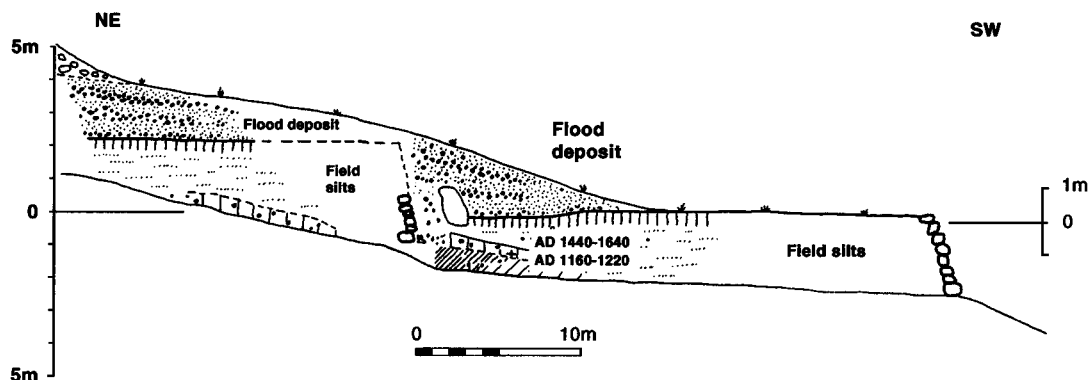 NE
SW
5m
Flood deposit
Flood
deposit
Field
silts
1m
0
0
AD 1440-1640
AD 1160-1220
Field silts
0
10m
5m